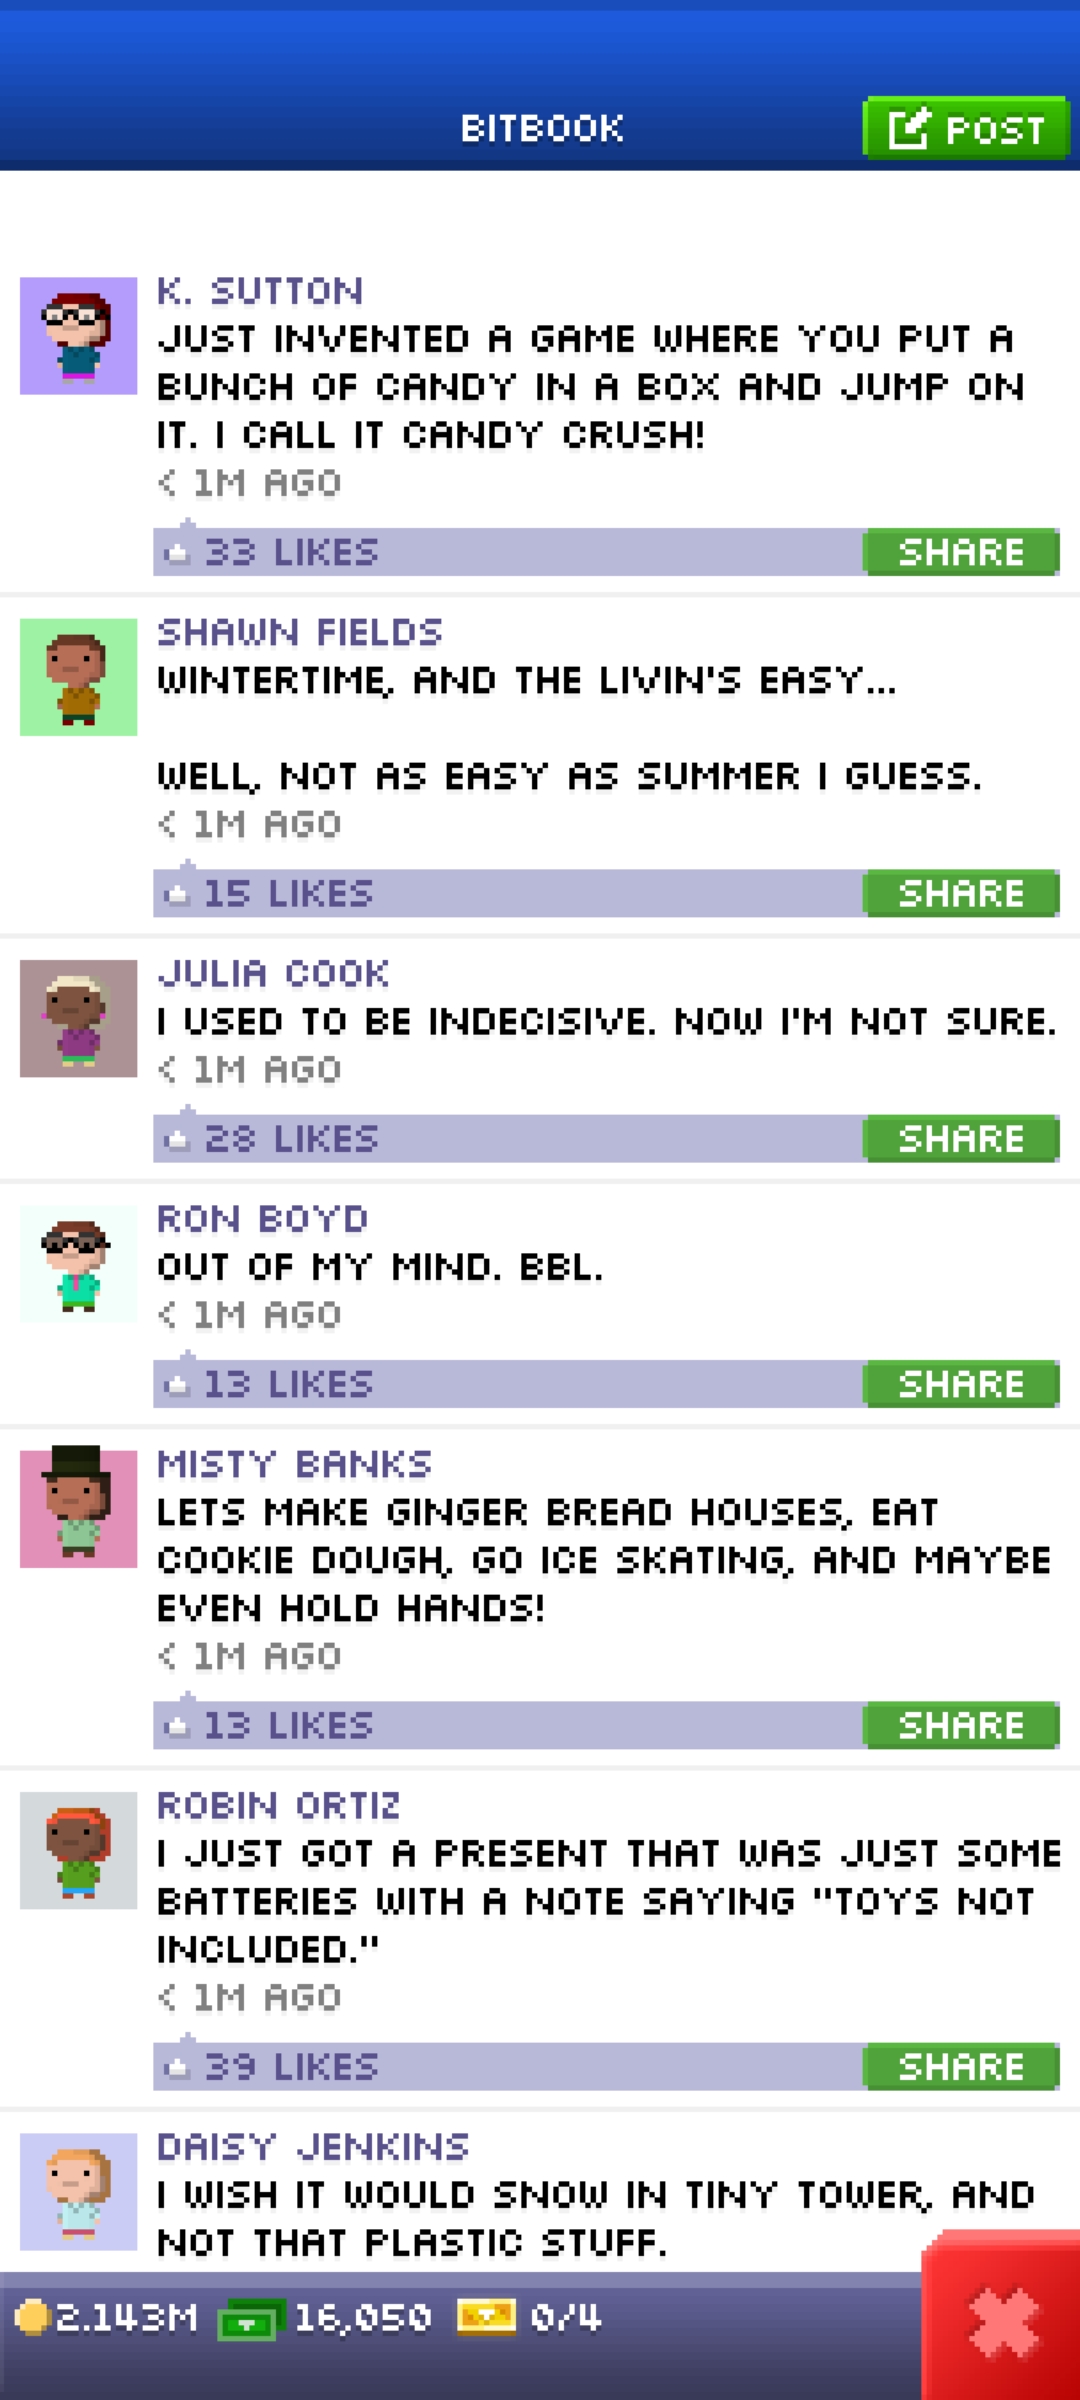 BITBOOK
POST
K. SUTTON
JUST INVENTED A GAME WHERE YOU PUT A
BUNCH OF CANDY IN A BOX AND JUMP ON
IT. I CALL IT CANDY CRUSH!
< 1M AGO
33 LIKES
SHARE
SHAWN FIELDS
WINTERTIME, AND THE LIVIN'S EASY...
WELL, NOT AS EASY AS SUMMER I GUESS.
< 1M AGO
15 LIKES
SHARE
JULIA COOK
I USED TO BE INDECISIVE. NOW I'M NOT SURE.
< 1M AGO
28 LIKES
SHARE
RON BOYD
OUT OF MY MIND. BBL.
< 1M AGO
13 LIKES
SHARE
MISTY BANKS
LETS MAKE GINGER BREAD HOUSES, EAT
COOKIE DOUGH, GO ICE SKATING, AND MAYBE
EVEN HOLD HANDS!
< 1M AGO
13 LIKES
SHARE
ROBIN ORTIZ
I JUST GOT A PRESENT THAT WAS JUST SOME
BATTERIES WITH A NOTE SAYING "TOYS NOT
INCLUDED."
< 1M AGO
39 LIKES
SHARE
DAISY JENKINS
I WISH IT WOULD SNOW IN TINY TOWER, AND
NOT THAT PLASTIC STUFF.
2.143M 16,050 0/4